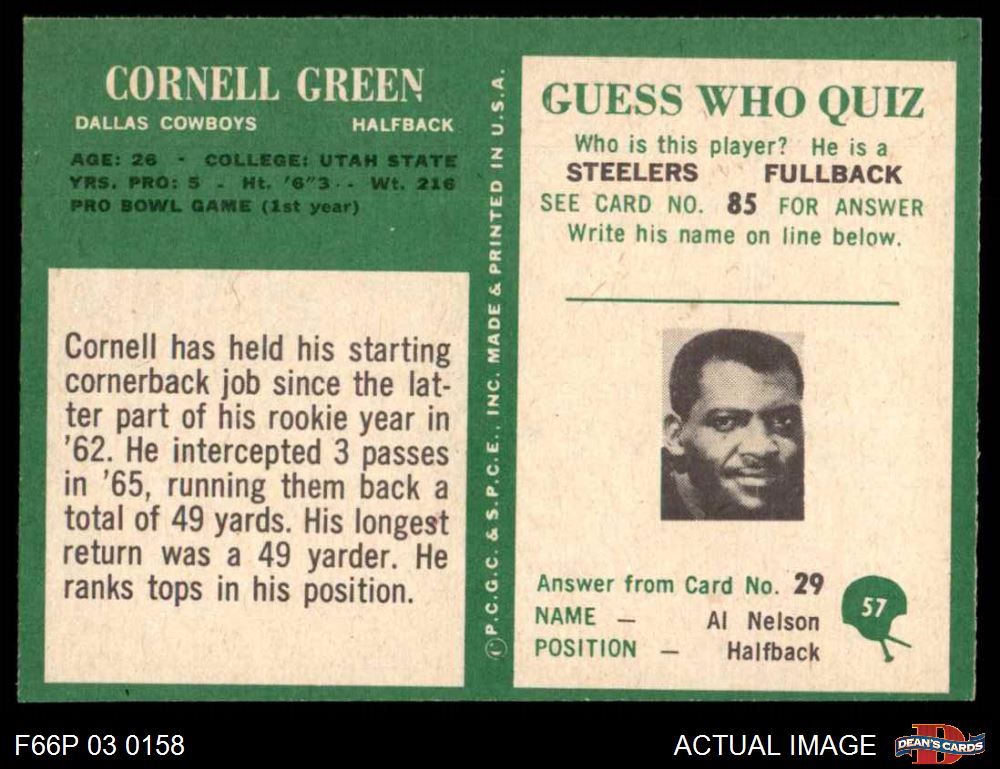 CORNELL GREEN
DALLAS COWBOYS HALFBACK
AGE: 26 - COLLEGE: UTAH STATE
YRS. PRO: 5 - Ht. '6"3 - Wt. 216
PRO BOWL GAME (1st year)
Cornell has held his starting
cornerback job since the lat-
ter part of his rookie year in
'62. He intercepted 3 passes
in '65, running them back a
total of 49 yards. His longest
return was a 49 yarder. He
ranks tops in his position.
©P.C.G.C. & S.P.C.E., INC. MADE & PRINTED IN U.S.A.
GUESS WHO QUIZ
Who is this player? He is a
STEELERS FULLBACK
SEE CARD NO. 85 FOR ANSWER
Write his name on line below.
Answer from Card No. 29
NAME — Al Nelson
POSITION — Halfback
57
F66P 03 0158
ACTUAL IMAGE
D
DEAN'S CARDS